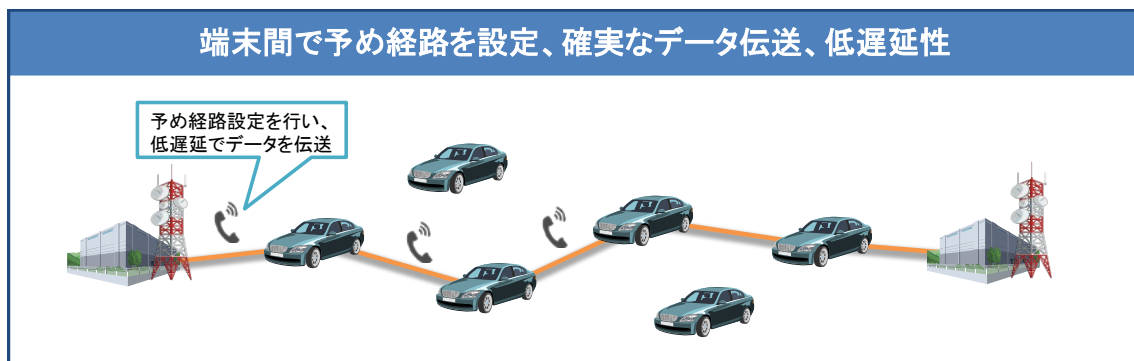 端末間で予め経路を設定、確実なデータ伝送、低遅延性
予め経路設定を行い、
低遅延でデータを伝送